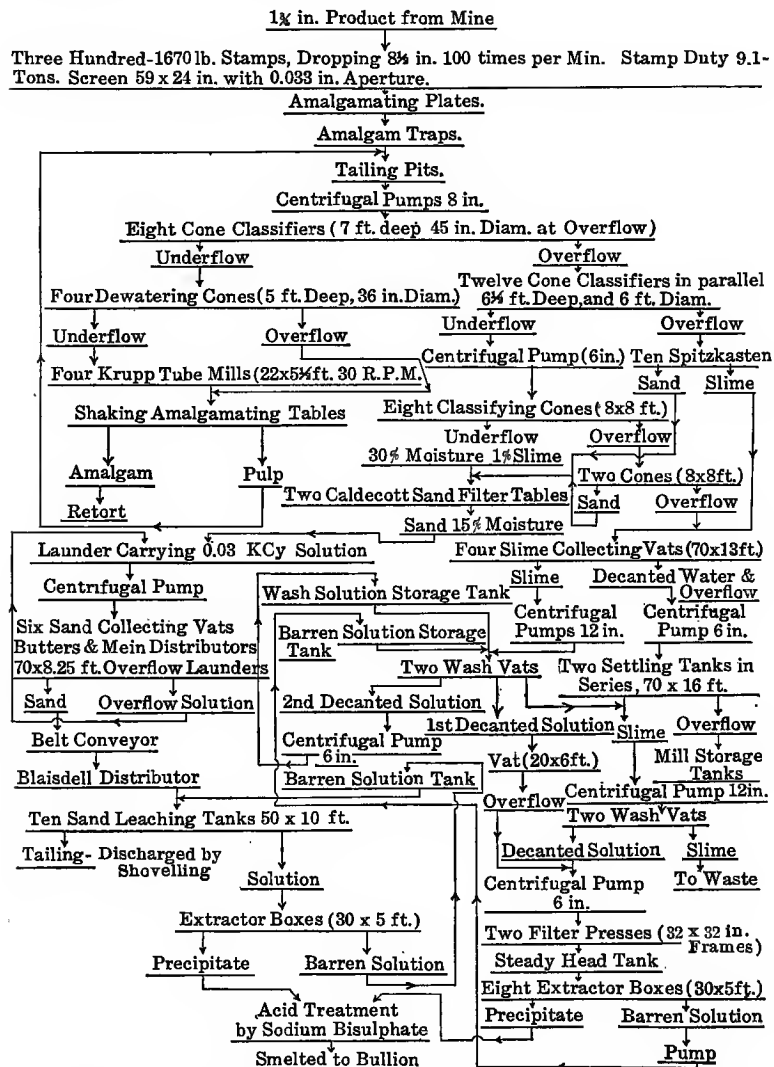 1¾ in. Product from Mine
Three Hundred-1670 lb. Stamps, Dropping 8½ in. 100 times per Min. Stamp Duty 9.1-
Tons. Screen 59 x 24 in. with 0.033 in. Aperture.
Amalgamating Plates.
Amalgam Traps.
Tailing Pits.
Centrifugal Pumps 8 in.
Eight Cone Classifiers (7 ft. deep 45 in. Diam. at Overflow)
Underflow
Overflow
Four Dewatering Cones (5 ft. Deep, 36 in. Diam.)
Twelve Cone Classifiers in parallel
6½ ft. Deep, and 6 ft. Diam.
Underflow
Overflow
Underflow
Overflow
Four Krupp Tube Mills (22x5½ ft. 30 R.P.M.
Centrifugal Pump (6in.)
Ten Spitzkasten
Sand
Slime
Shaking Amalgamating Tables
Eight Classifying Cones (8x8 ft.)
Underflow
30% Moisture 1% Slime
Overflow
Amalgam
Pulp
Two Cones (8x8ft.)
Retort
Two Caldecott Sand Filter Tables
Sand
Overflow
Sand 15% Moisture
Launder Carrying 0.03 KCy Solution
Four Slime Collecting Vats (70x13ft.)
Centrifugal Pump
Wash Solution Storage Tank
Slime
Decanted Water &
Overflow
Six Sand Collecting Vats
Butters & Mein Distributors
70x8.25 ft. Overflow Launders
Barren Solution Storage
Tank
Centrifugal
Pumps 12 in.
Centrifugal
Pump 6 in.
Two Wash Vats
Two Settling Tanks in
Series, 70 x 16 ft.
Sand
Overflow Solution
2nd Decanted Solution
1st Decanted Solution
Slime
Overflow
Belt Conveyor
Centrifugal Pump
6 in.
Vat (20x6ft.)
Mill Storage
Tanks
Blaisdell Distributor
Barren Solution Tank
Overflow
Centrifugal Pump 12in.
Ten Sand Leaching Tanks 50 x 10 ft.
Two Wash Vats
Tailing- Discharged by
Shovelling
Decanted Solution
Slime
Solution
Centrifugal Pump
6 in.
To Waste
Extractor Boxes (30 x 5 ft.)
Two Filter Presses (32 x 32 in.
Frames)
Precipitate
Barren Solution
Steady Head Tank
Eight Extractor Boxes (30x5ft.)
Acid Treatment
by Sodium Bisulphate
Precipitate
Barren Solution
Smelted to Bullion
Pump